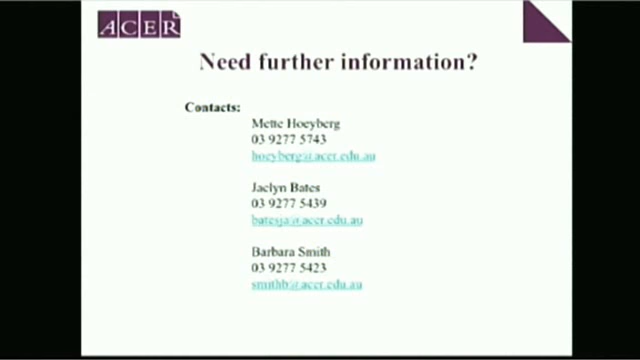 ACER
Need further information?
Contacts:
Mette Hoeyberg
03 9277 5743
hoeyberg@acer.edu.au
Jaclyn Bates
03 9277 5439
batesja@acer.edu.au
Barbara Smith
03 9277 5423
smithb@acer.edu.au